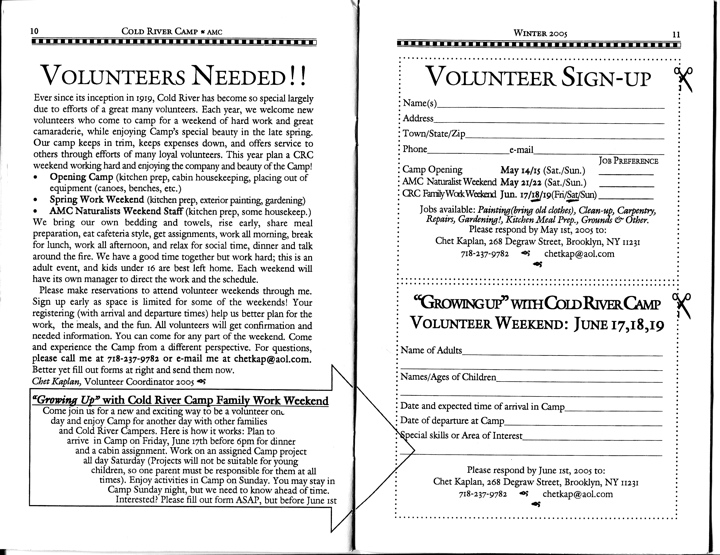 10 COLD RIVER CAMP ▪ AMC
VOLUNTEERS NEEDED!!
Ever since its inception in 1919, Cold River has become so special largely
due to efforts of a great many volunteers. Each year, we welcome new
volunteers who come to camp for a weekend of hard work and great
camaraderie, while enjoying Camp's special beauty in the late spring.
Our camp keeps in trim, keeps expenses down, and offers service to
others through efforts of many loyal volunteers. This year plan a CRC
weekend working hard and enjoying the company and beauty of the Camp!
• Opening Camp (kitchen prep, cabin housekeeping, placing out of
equipment (canoes, benches, etc.)
• Spring Work Weekend (kitchen prep, exterior painting, gardening)
• AMC Naturalists Weekend Staff (kitchen prep, some housekeep.)
We bring our own bedding and towels, rise early, share meal
preparation, eat cafeteria style, get assignments, work all morning, break
for lunch, work all afternoon, and relax for social time, dinner and talk
around the fire. We have a good time together but work hard; this is an
adult event, and kids under 16 are best left home. Each weekend will
have its own manager to direct the work and the schedule.
Please make reservations to attend volunteer weekends through me.
Sign up early as space is limited for some of the weekends! Your
registering (with arrival and departure times) help us better plan for the
work, the meals, and the fun. All volunteers will get confirmation and
needed information. You can come for any part of the weekend. Come
and experience the Camp from a different perspective. For questions,
please call me at 718-237-9782 or e-mail me at chetkap@aol.com.
Better yet fill out forms at right and send them now.
Chet Kaplan, Volunteer Coordinator 2005
"Growing Up" with Cold River Camp Family Work Weekend
Come join us for a new and exciting way to be a volunteer one
day and enjoy Camp for another day with other families
and Cold River Campers. Here is how it works: Plan to
arrive in Camp on Friday, June 17th before 6pm for dinner
and a cabin assignment. Work on an assigned Camp project
all day Saturday (Projects will not be suitable for young
children, so one parent must be responsible for them at all
times). Enjoy activities in Camp on Sunday. You may stay in
Camp Sunday night, but we need to know ahead of time.
Interested? Please fill out form ASAP, but before June 1st
WINTER 2005 11
VOLUNTEER SIGN-UP
Name(s)
Address
Town/State/Zip
Phone e-mail
JOB PREFERENCE
Camp Opening May 14/15 (Sat./Sun.)
AMC Naturalist Weekend May 21/22 (Sat./Sun.)
CRC Family Work Weekend Jun. 17/18/19(Fri/Sat/Sun)
Jobs available: Painting(bring old clothes), Clean-up, Carpentry,
Repairs, Gardening!, Kitchen Meal Prep., Grounds & Other.
Please respond by May 1st, 2005 to:
Chet Kaplan, 268 Degraw Street, Brooklyn, NY 11231
718-237-9782 chetkap@aol.com
"GROWING UP" WITH COLD RIVER CAMP
VOLUNTEER WEEKEND: JUNE 17,18,19
Name of Adults
Names/Ages of Children
Date and expected time of arrival in Camp
Date of departure at Camp
Special skills or Area of Interest
Please respond by June 1st, 2005 to:
Chet Kaplan, 268 Degraw Street, Brooklyn, NY 11231
718-237-9782 chetkap@aol.com